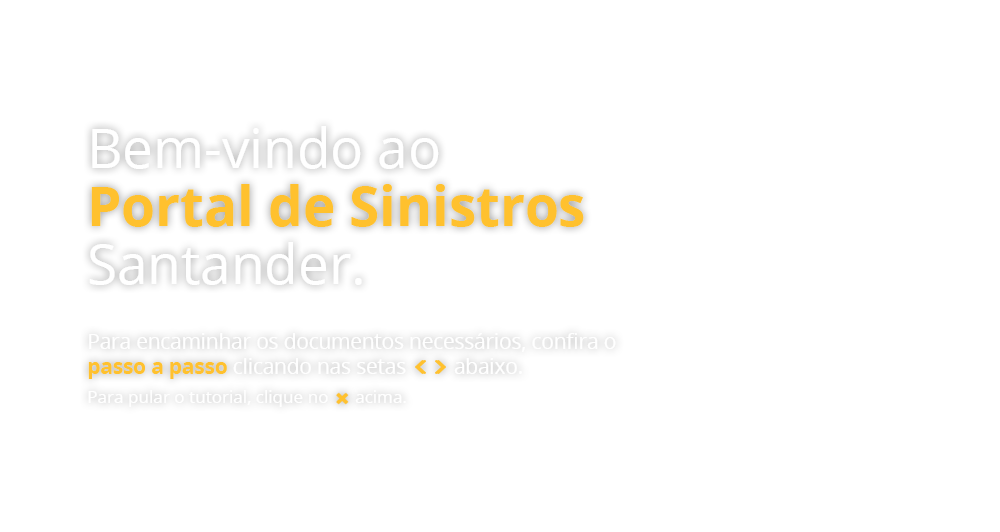 Bem-vindo ao
Portal de Sinistros
Santander.
Para encaminhar os documentos necessários, confira o
passo a passo clicando nas setas < > abaixo.
Para pular o tutorial, clique no ✖ acima.